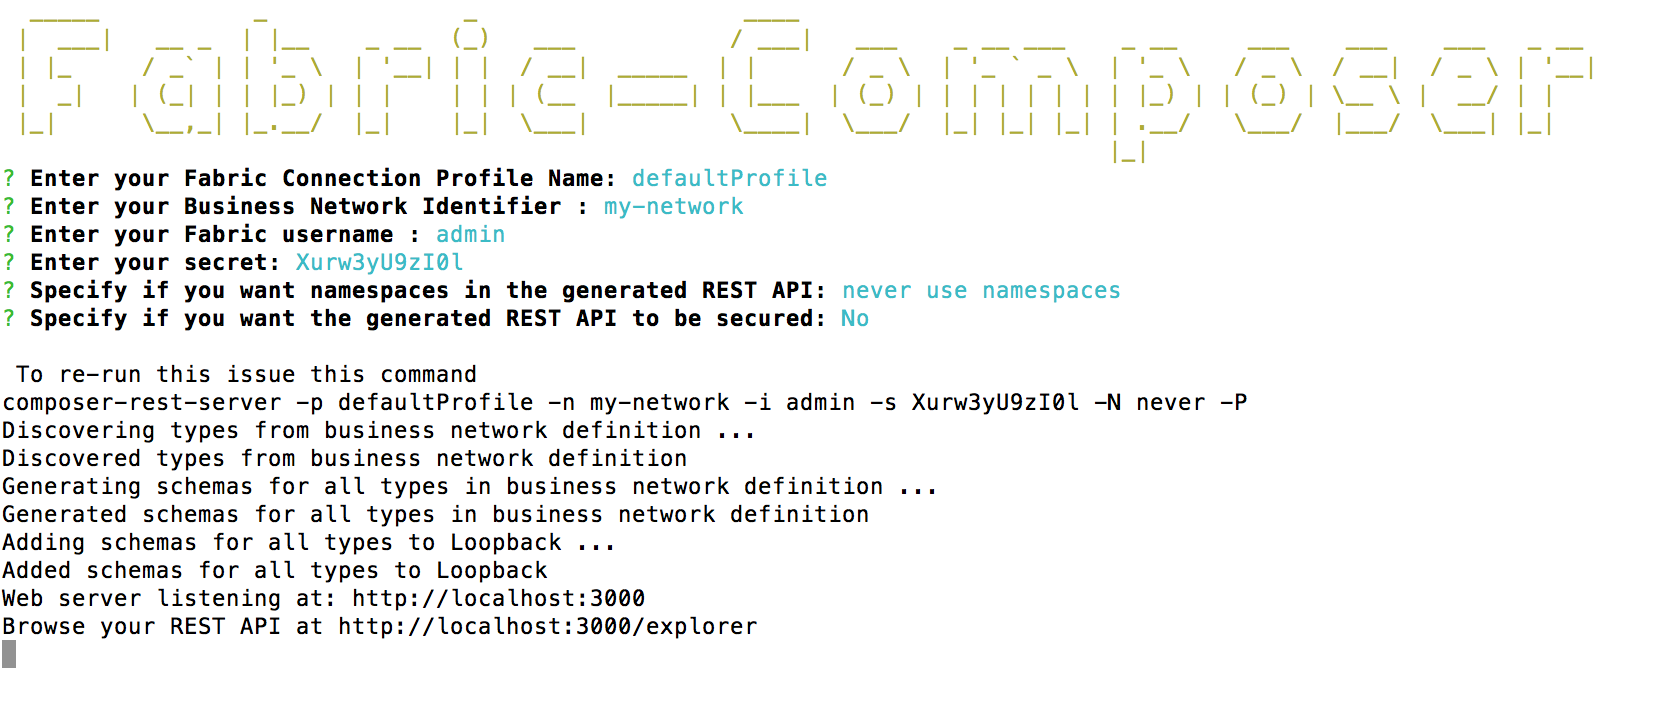 Fabric-Composer
? Enter your Fabric Connection Profile Name: defaultProfile
? Enter your Business Network Identifier : my-network
? Enter your Fabric username : admin
? Enter your secret: Xurw3yU9zI0l
? Specify if you want namespaces in the generated REST API: never use namespaces
? Specify if you want the generated REST API to be secured: No
To re-run this issue this command
composer-rest-server -p defaultProfile -n my-network -i admin -s Xurw3yU9zI0l -N never -P
Discovering types from business network definition ...
Discovered types from business network definition
Generating schemas for all types in business network definition ...
Generated schemas for all types in business network definition
Adding schemas for all types to Loopback ...
Added schemas for all types to Loopback
Web server listening at: http://localhost:3000
Browse your REST API at http://localhost:3000/explorer